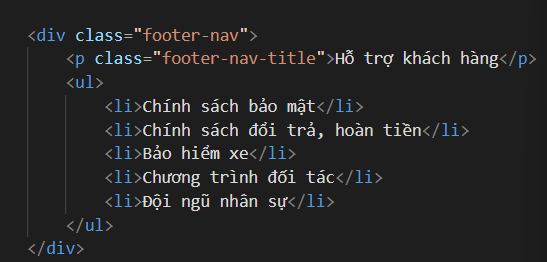 <div class="footer-nav">
<p class="footer-nav-title">Hỗ trợ khách hàng</p>
<ul>
<li>Chính sách bảo mật</li>
<li>Chính sách đổi trả, hoàn tiền</li>
<li>Bảo hiểm xe</li>
<li>Chương trình đối tác</li>
<li>Đội ngũ nhân sự</li>
</ul>
</div>